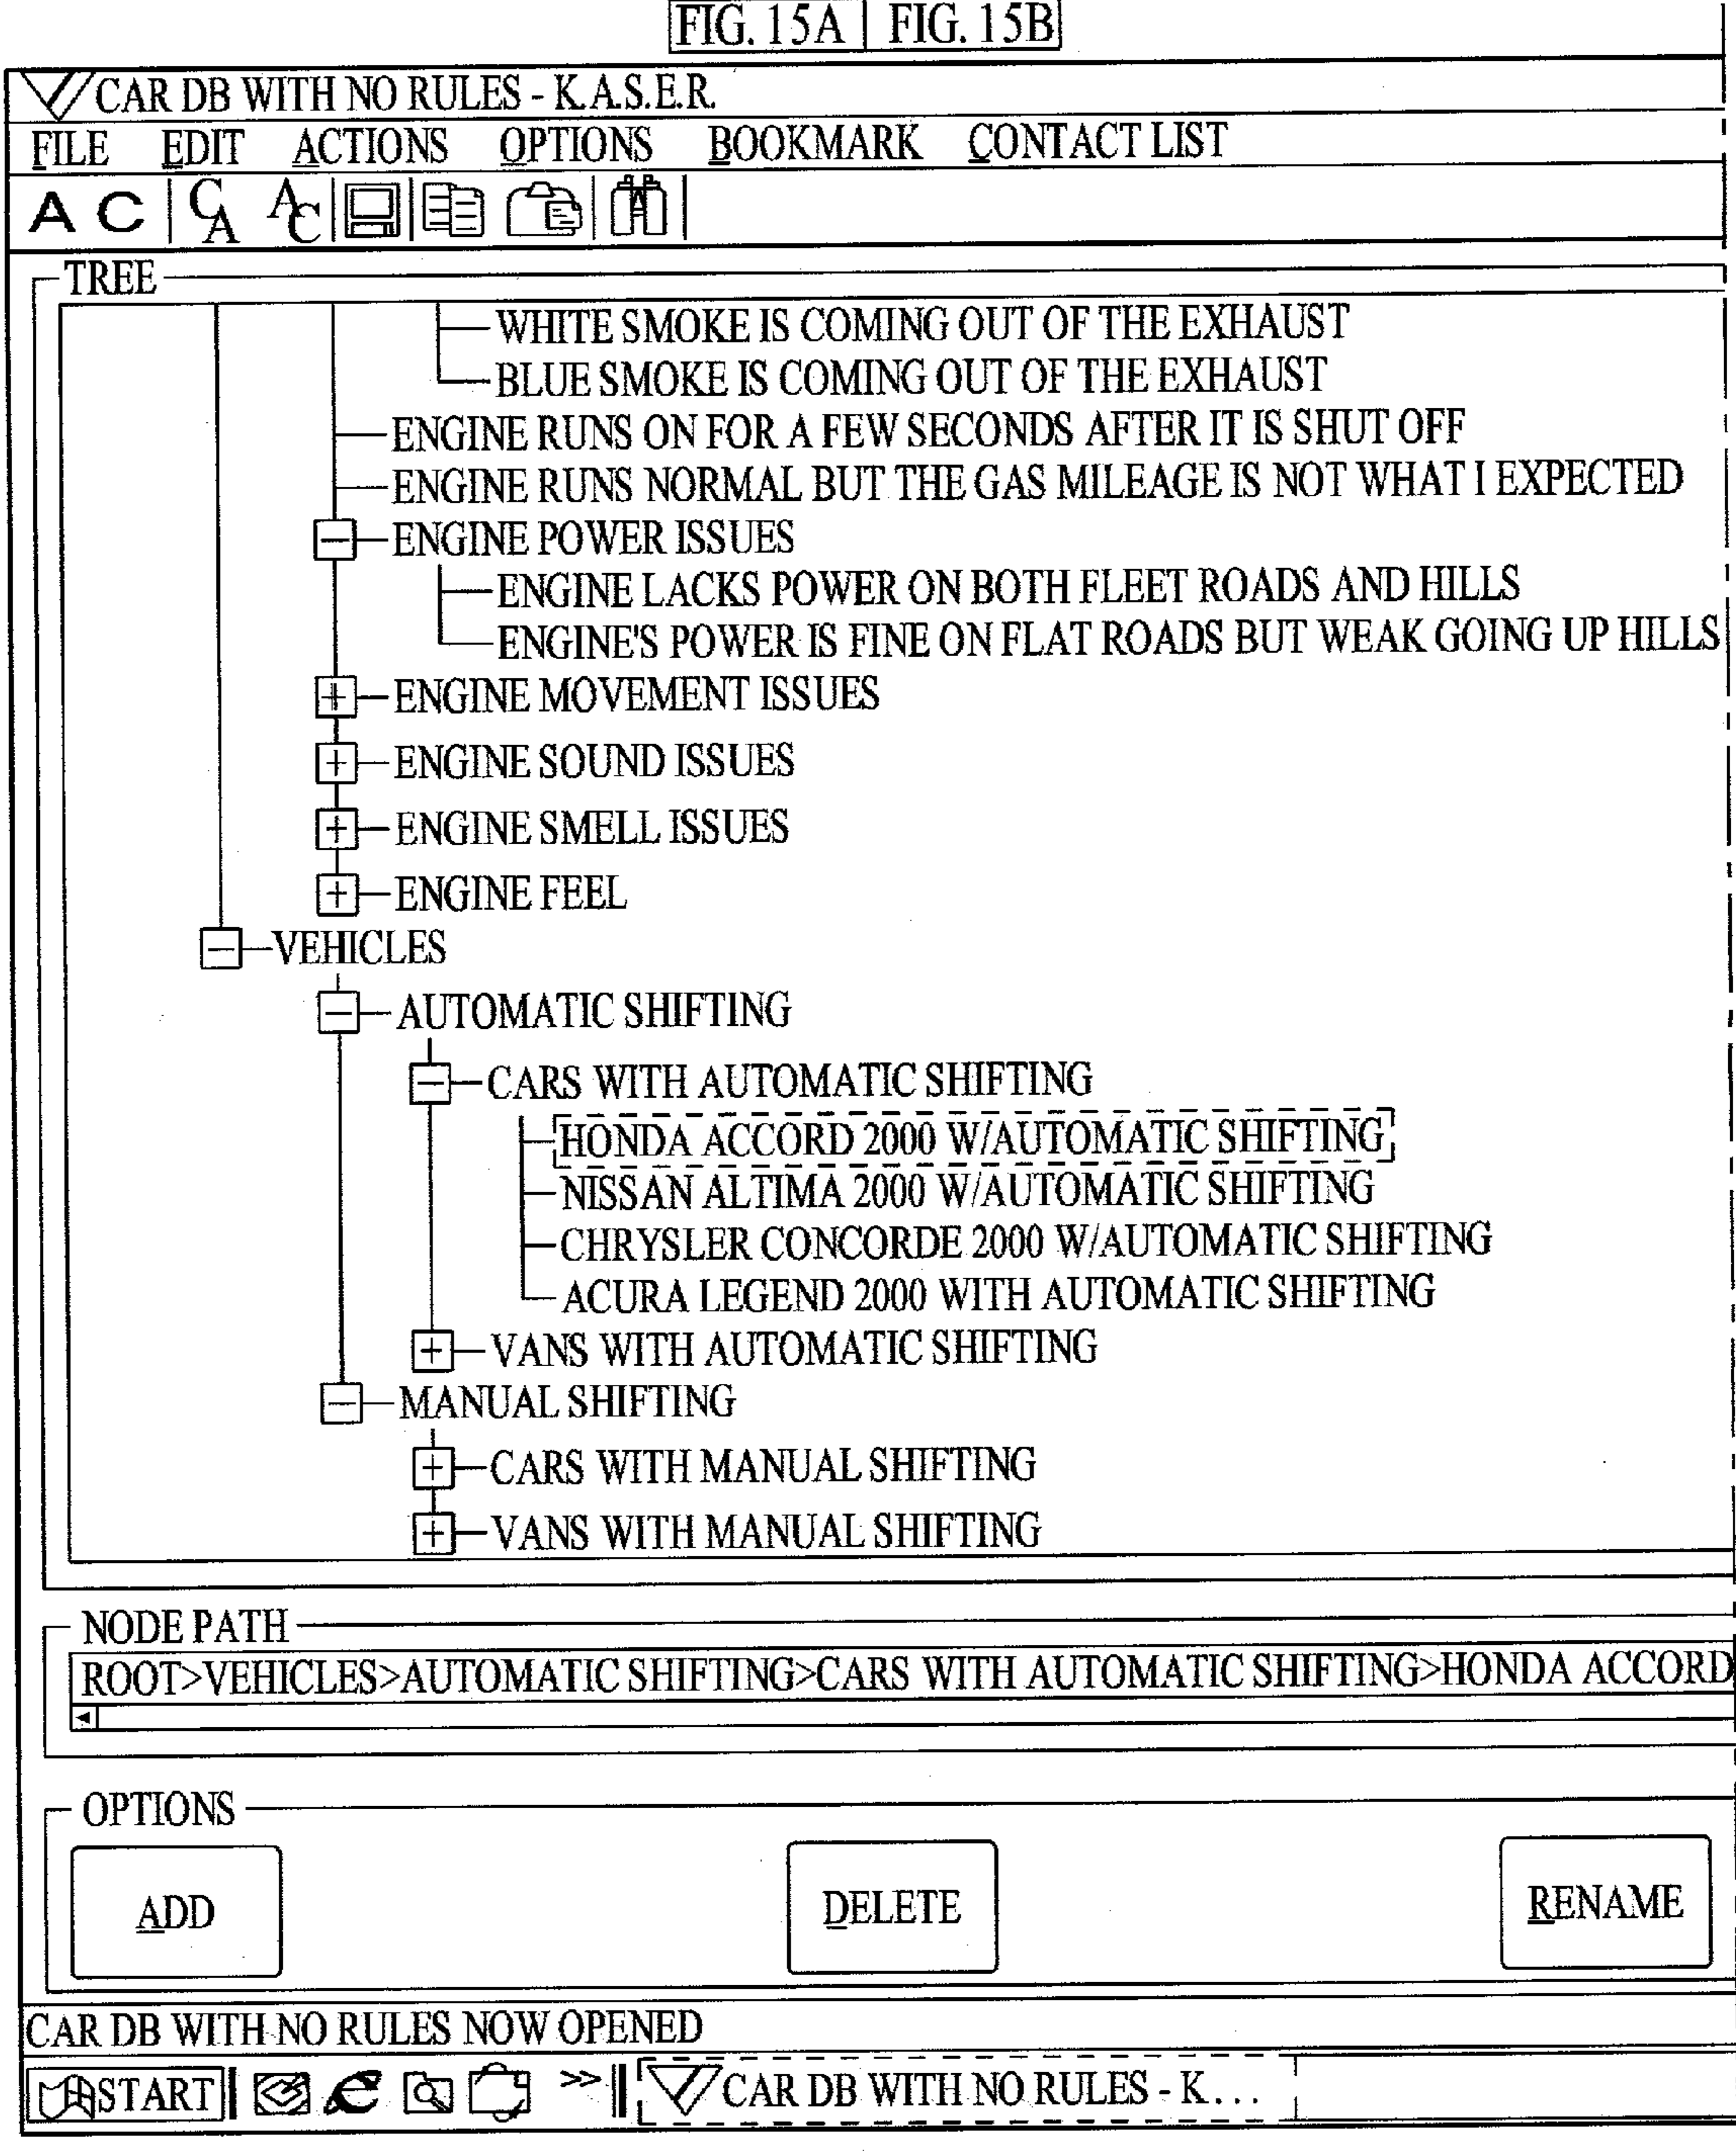 FIG. 15A FIG. 15B
CAR DB WITH NO RULES - K.A.S.E.R.
FILE EDIT ACTIONS OPTIONS BOOKMARK CONTACT LIST
A C C A A C
TREE
WHITE SMOKE IS COMING OUT OF THE EXHAUST
BLUE SMOKE IS COMING OUT OF THE EXHAUST
ENGINE RUNS ON FOR A FEW SECONDS AFTER IT IS SHUT OFF
ENGINE RUNS NORMAL BUT THE GAS MILEAGE IS NOT WHAT I EXPECTED
ENGINE POWER ISSUES
ENGINE LACKS POWER ON BOTH FLEET ROADS AND HILLS
ENGINE'S POWER IS FINE ON FLAT ROADS BUT WEAK GOING UP HILLS
ENGINE MOVEMENT ISSUES
ENGINE SOUND ISSUES
ENGINE SMELL ISSUES
ENGINE FEEL
VEHICLES
AUTOMATIC SHIFTING
CARS WITH AUTOMATIC SHIFTING
HONDA ACCORD 2000 W/AUTOMATIC SHIFTING
NISSAN ALTIMA 2000 W/AUTOMATIC SHIFTING
CHRYSLER CONCORDE 2000 W/AUTOMATIC SHIFTING
ACURA LEGEND 2000 WITH AUTOMATIC SHIFTING
VANS WITH AUTOMATIC SHIFTING
MANUAL SHIFTING
CARS WITH MANUAL SHIFTING
VANS WITH MANUAL SHIFTING
NODE PATH
ROOT>VEHICLES>AUTOMATIC SHIFTING>CARS WITH AUTOMATIC SHIFTING>HONDA ACCORD
OPTIONS
ADD DELETE RENAME
CAR DB WITH NO RULES NOW OPENED
START >> CAR DB WITH NO RULES - K...